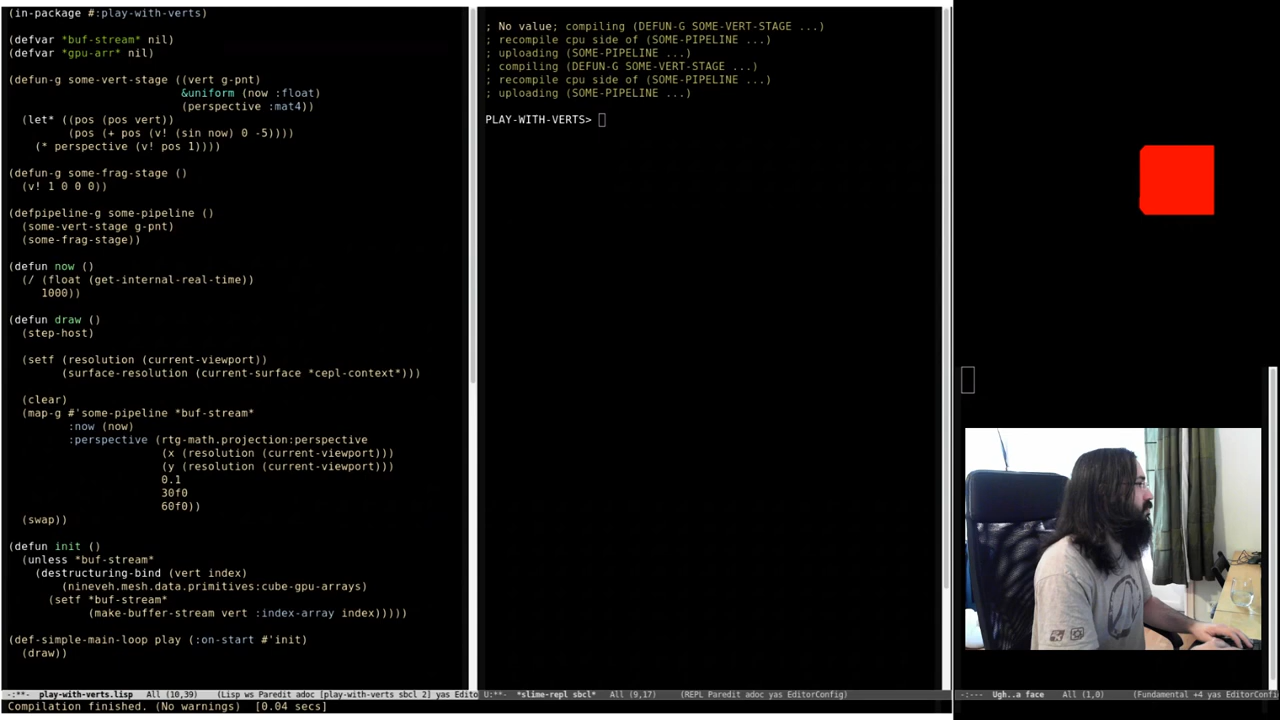 (in-package #:play-with-verts)
(defvar *buf-stream* nil)
(defvar *gpu-arr* nil)
(defun-g some-vert-stage ((vert g-pnt)
&uniform (now :float)
(perspective :mat4))
(let* ((pos (pos vert))
(pos (+ pos (v! (sin now) 0 -5))))
(* perspective (v! pos 1))))
(defun-g some-frag-stage ()
(v! 1 0 0 0))
(defpipeline-g some-pipeline ()
(some-vert-stage g-pnt)
(some-frag-stage))
(defun now ()
(/ (float (get-internal-real-time))
1000))
(defun draw ()
(step-host)
(setf (resolution (current-viewport))
(surface-resolution (current-surface *cepl-context*)))
(clear)
(map-g #'some-pipeline *buf-stream*
:now (now)
:perspective (rtg-math.projection:perspective
(x (resolution (current-viewport)))
(y (resolution (current-viewport)))
0.1
30f0
60f0))
(swap))
(defun init ()
(unless *buf-stream*
(destructuring-bind (vert index)
(nineveh.mesh.data.primitives:cube-gpu-arrays)
(setf *buf-stream*
(make-buffer-stream vert :index-array index)))))
(def-simple-main-loop play (:on-start #'init)
(draw))
-:**- play-with-verts.lisp All (10,39) (Lisp ws Paredit adoc [play-with-verts sbcl 2] yas Edito
Compilation finished. (No warnings) [0.04 secs]
; No value; compiling (DEFUN-G SOME-VERT-STAGE ...)
; recompile cpu side of (SOME-PIPELINE ...)
; uploading (SOME-PIPELINE ...)
; compiling (DEFUN-G SOME-VERT-STAGE ...)
; recompile cpu side of (SOME-PIPELINE ...)
; uploading (SOME-PIPELINE ...)
PLAY-WITH-VERTS>
U:**- *slime-repl sbcl* All (9,17) (REPL Paredit adoc EditorConfig)
-:--- Ugh..a face All (1,0) (Fundamental +4 yas EditorConfi